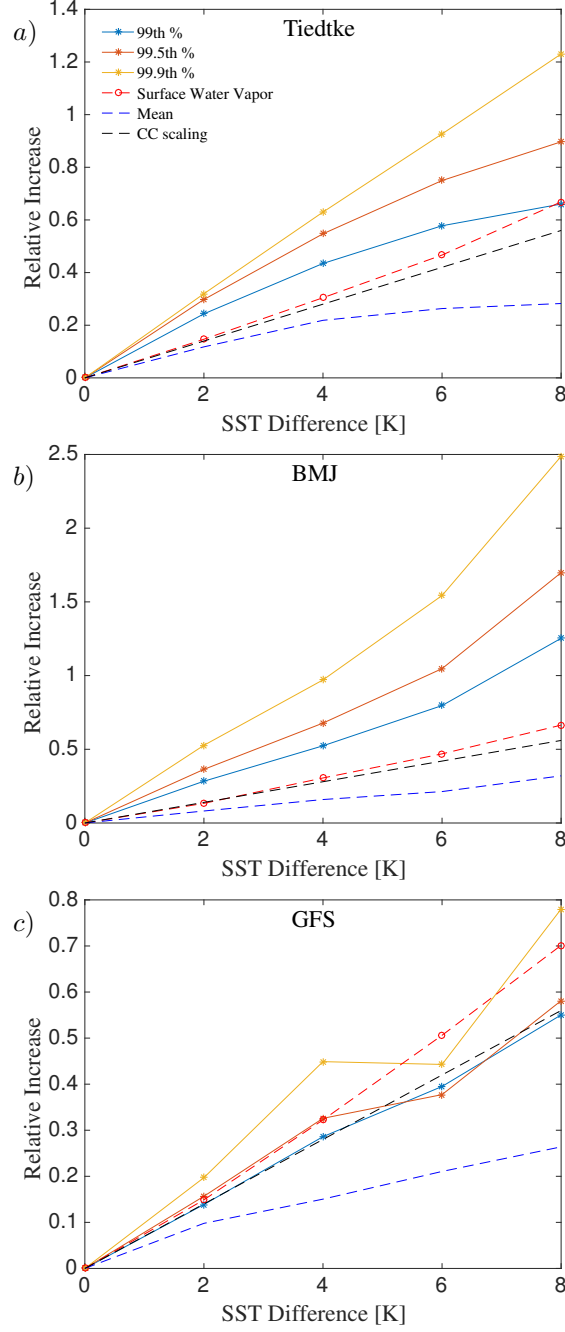 a)
Tiedtke
1.4
1.2
1
0.8
0.6
0.4
0.2
0
Relative Increase
99th %
99.5th %
99.9th %
Surface Water Vapor
Mean
CC scaling
0 2 4 6 8
SST Difference [K]
b)
BMJ
2.5
2
1.5
1
0.5
0
Relative Increase
0 2 4 6 8
SST Difference [K]
c)
GFS
0.8
0.7
0.6
0.5
0.4
0.3
0.2
0.1
0
Relative Increase
0 2 4 6 8
SST Difference [K]